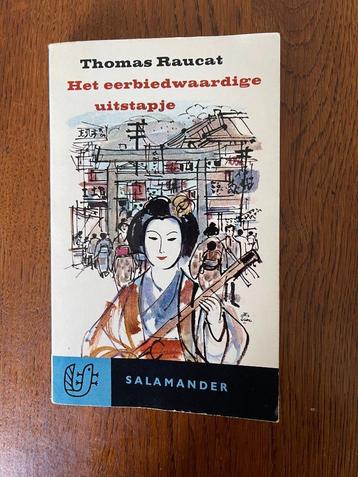 Thomas Raucat
Het eerbiedwaardige
uitstapje
SALAMANDER